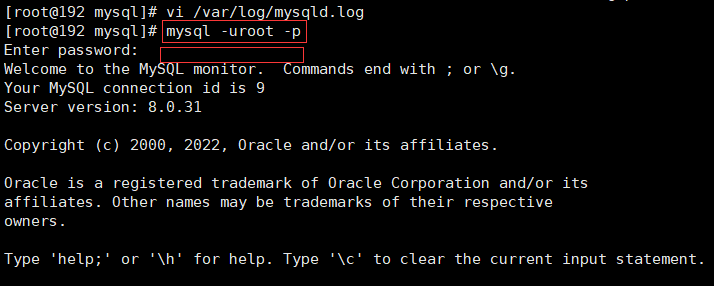 [root@192 mysql]# vi /var/log/mysqld.log
[root@192 mysql]# mysql -uroot -p
Enter password:
Welcome to the MySQL monitor.  Commands end with ; or \g.
Your MySQL connection id is 9
Server version: 8.0.31
Copyright (c) 2000, 2022, Oracle and/or its affiliates.
Oracle is a registered trademark of Oracle Corporation and/or its
affiliates. Other names may be trademarks of their respective
owners.
Type 'help;' or '\h' for help. Type '\c' to clear the current input statement.